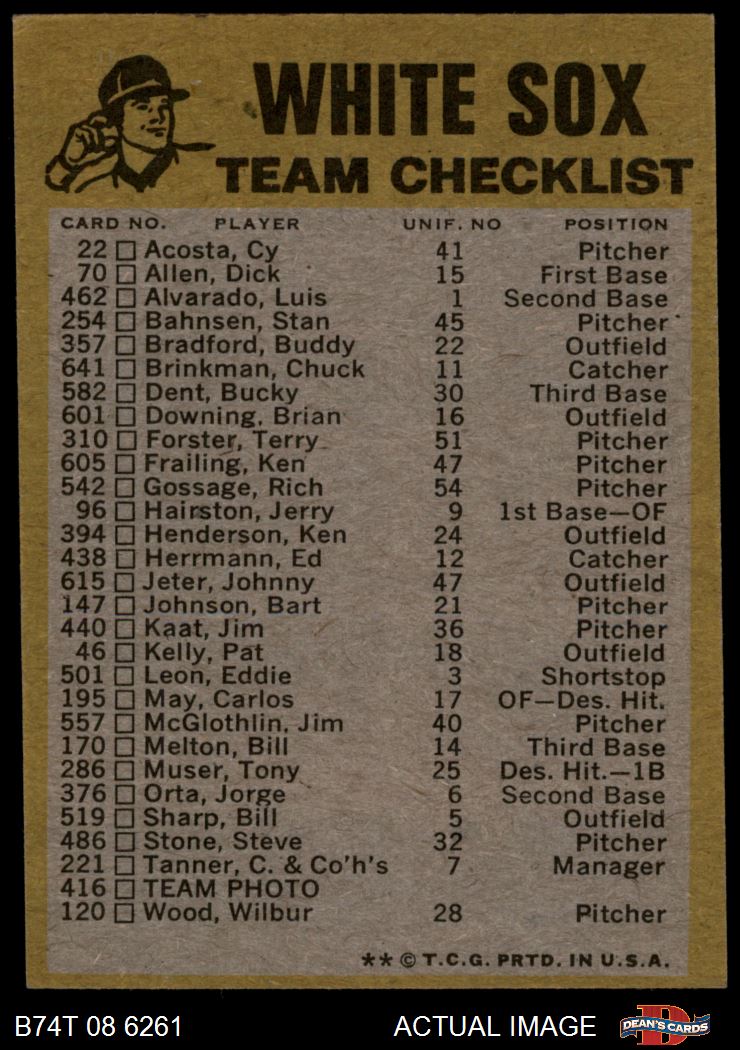 WHITE SOX
TEAM CHECKLIST
CARD NO. PLAYER UNIF. NO POSITION
22 Acosta, Cy 41 Pitcher
70 Allen, Dick 15 First Base
462 Alvarado, Luis 1 Second Base
254 Bahnsen, Stan 45 Pitcher
357 Bradford, Buddy 22 Outfield
641 Brinkman, Chuck 11 Catcher
582 Dent, Bucky 30 Third Base
601 Downing, Brian 16 Outfield
310 Forster, Terry 51 Pitcher
605 Frailing, Ken 47 Pitcher
542 Gossage, Rich 54 Pitcher
96 Hairston, Jerry 9 1st Base—OF
394 Henderson, Ken 24 Outfield
438 Herrmann, Ed 12 Catcher
615 Jeter, Johnny 47 Outfield
147 Johnson, Bart 21 Pitcher
440 Kaat, Jim 36 Pitcher
46 Kelly, Pat 18 Outfield
501 Leon, Eddie 3 Shortstop
195 May, Carlos 17 OF—Des. Hit.
557 McGlothlin, Jim 40 Pitcher
170 Melton, Bill 14 Third Base
286 Muser, Tony 25 Des. Hit.—1B
376 Orta, Jorge 6 Second Base
519 Sharp, Bill 5 Outfield
486 Stone, Steve 32 Pitcher
221 Tanner, C. & Co'h's 7 Manager
416 TEAM PHOTO
120 Wood, Wilbur 28 Pitcher
** © T.C.G. PRTD. IN U.S.A.
B74T 08 6261 ACTUAL IMAGE DEAN'S CARDS